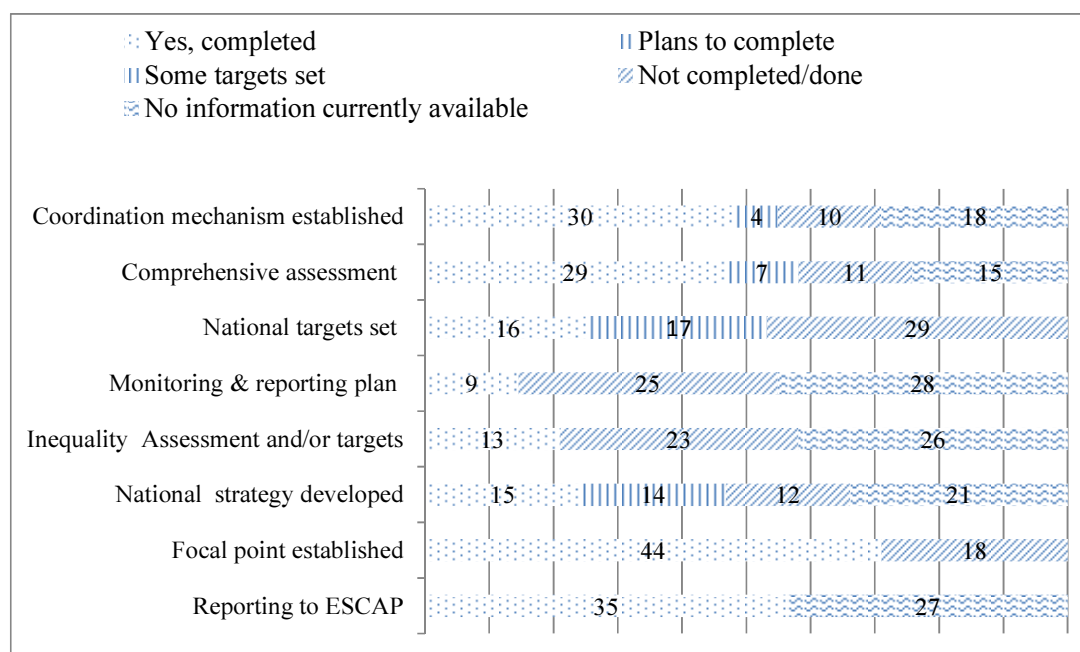 Yes, completed
Plans to complete
Some targets set
Not completed/done
No information currently available
Coordination mechanism established 30 4 10 18
Comprehensive assessment 29 7 11 15
National targets set 16 17 29
Monitoring & reporting plan 9 25 28
Inequality Assessment and/or targets 13 23 26
National strategy developed 15 14 12 21
Focal point established 44 18
Reporting to ESCAP 35 27